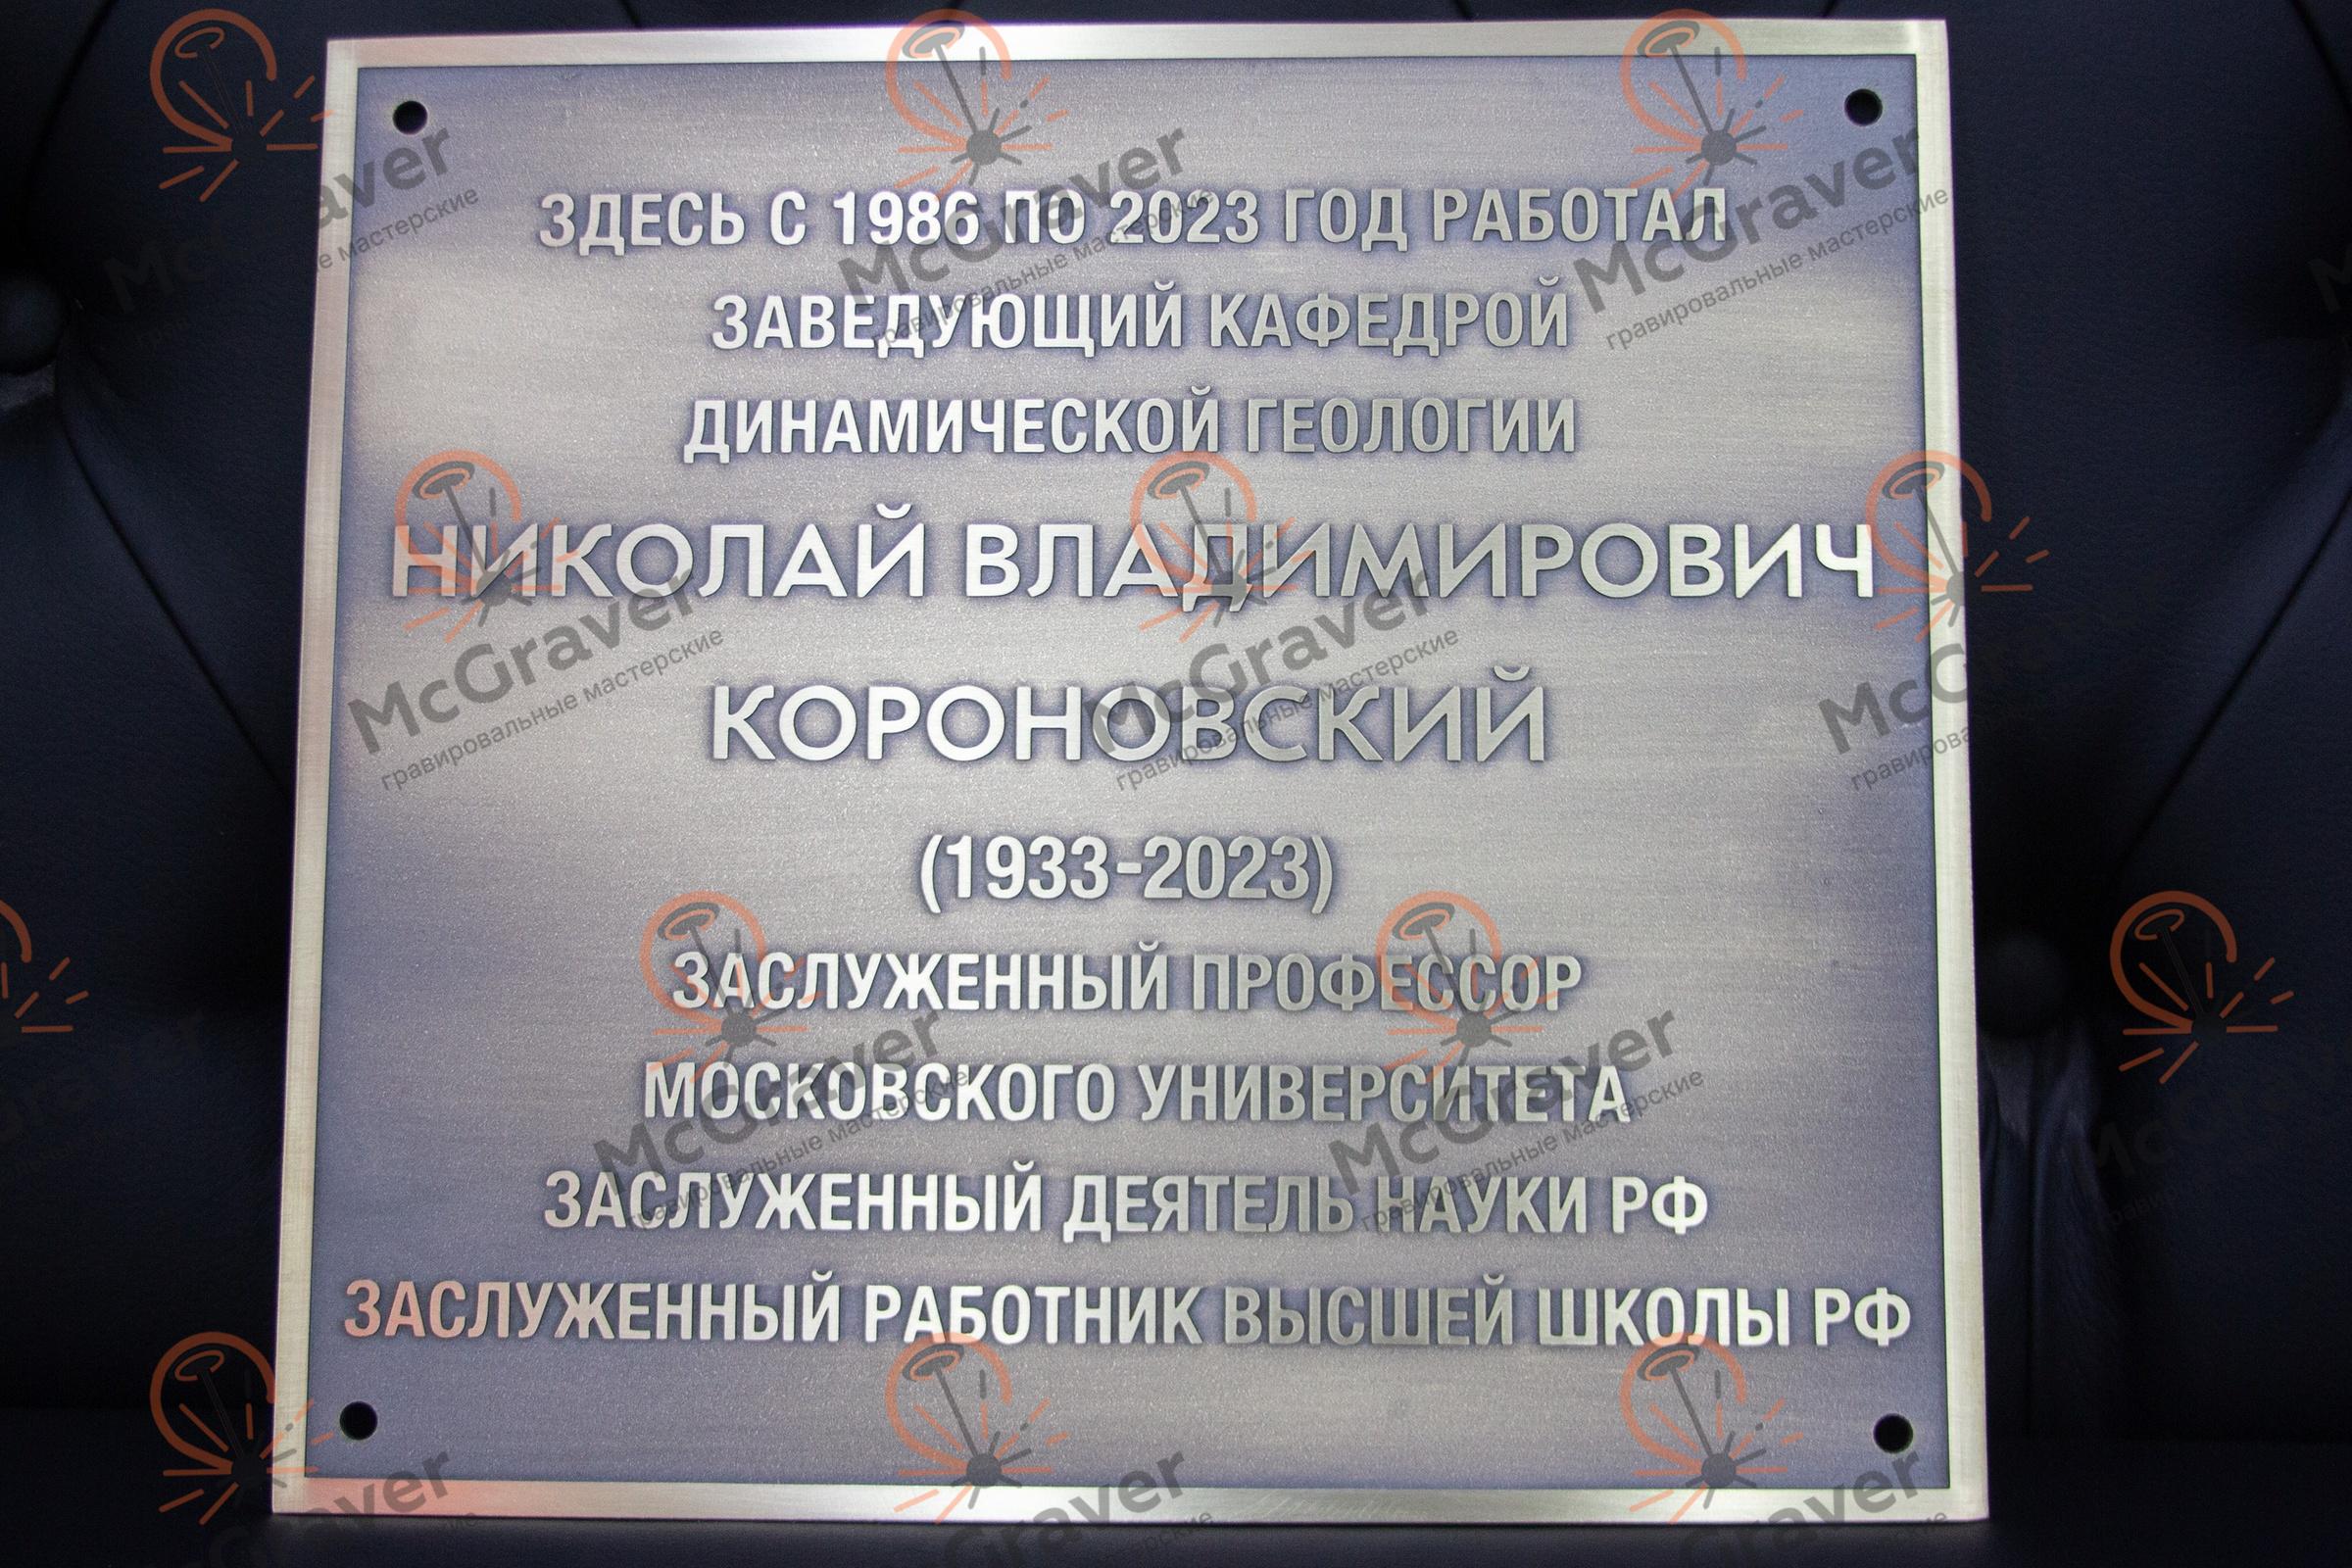 ЗДЕСЬ С 1986 ПО 2023 ГОД РАБОТАЛ
ЗАВЕДУЮЩИЙ КАФЕДРОЙ
ДИНАМИЧЕСКОЙ ГЕОЛОГИИ
НИКОЛАЙ ВЛАДИМИРОВИЧ
КОРОНОВСКИЙ
(1933-2023)
ЗАСЛУЖЕННЫЙ ПРОФЕССОР
МОСКОВСКОГО УНИВЕРСИТЕТА
ЗАСЛУЖЕННЫЙ ДЕЯТЕЛЬ НАУКИ РФ
ЗАСЛУЖЕННЫЙ РАБОТНИК ВЫСШЕЙ ШКОЛЫ РФ
McGraver
гравировальные мастерские